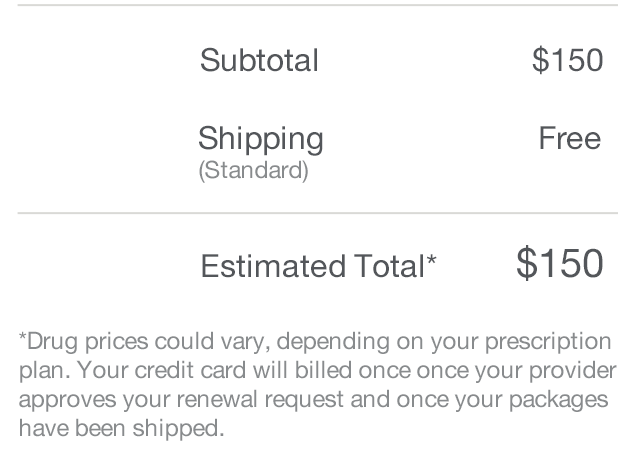 Subtotal $150
Shipping Free
(Standard)
Estimated Total* $150
*Drug prices could vary, depending on your prescription
plan. Your credit card will billed once once your provider
approves your renewal request and once your packages
have been shipped.